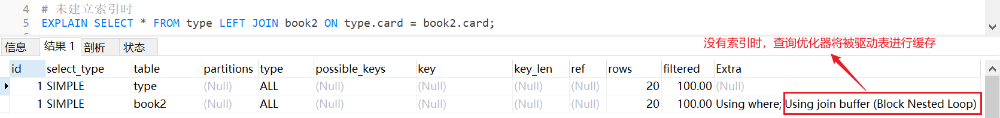 4 # 未建立索引时
5 EXPLAIN SELECT * FROM type LEFT JOIN book2 ON type.card = book2.card;
信息 结果 1 剖析 状态
没有索引时，查询优化器将被驱动表进行缓存
id select_type table partitions type possible_keys key key_len ref rows filtered Extra
1 SIMPLE type (Null) ALL (Null) (Null) (Null) (Null) 20 100.00 (Null)
1 SIMPLE book2 (Null) ALL (Null) (Null) (Null) (Null) 20 100.00 Using where; Using join buffer (Block Nested Loop)